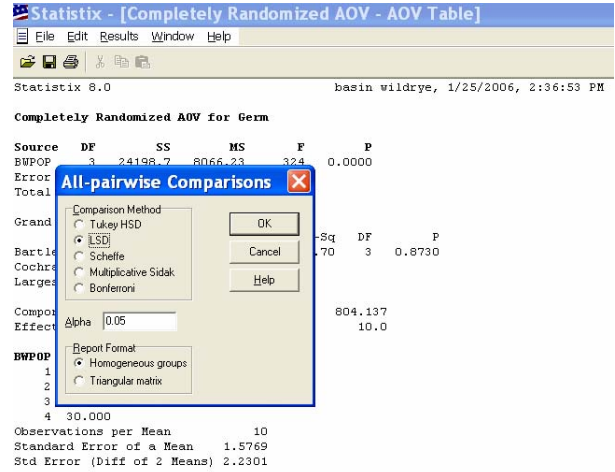 Statistix - [Completely Randomized AOV - AOV Table]
File Edit Results Window Help
Statistix 8.0 basin wildrye, 1/25/2006, 2:36:53 PM
Completely Randomized AOV for Germ
Source DF SS MS F P
BWPOP 3 24198.7 8066.23 324 0.0000
Error
Total
Grand
-Sq DF P
Bartle .70 3 0.8730
Cochra
Larges
Compon 804.137
Effect 10.0
BWPOP
1
2
3
4 30.000
Observations per Mean 10
Standard Error of a Mean 1.5769
Std Error (Diff of 2 Means) 2.2301
All-pairwise Comparisons
Comparison Method
Tukey HSD
LSD
Scheffe
Multiplicative Sidak
Bonferroni
OK
Cancel
Help
Alpha 0.05
Report Format
Homogeneous groups
Triangular matrix